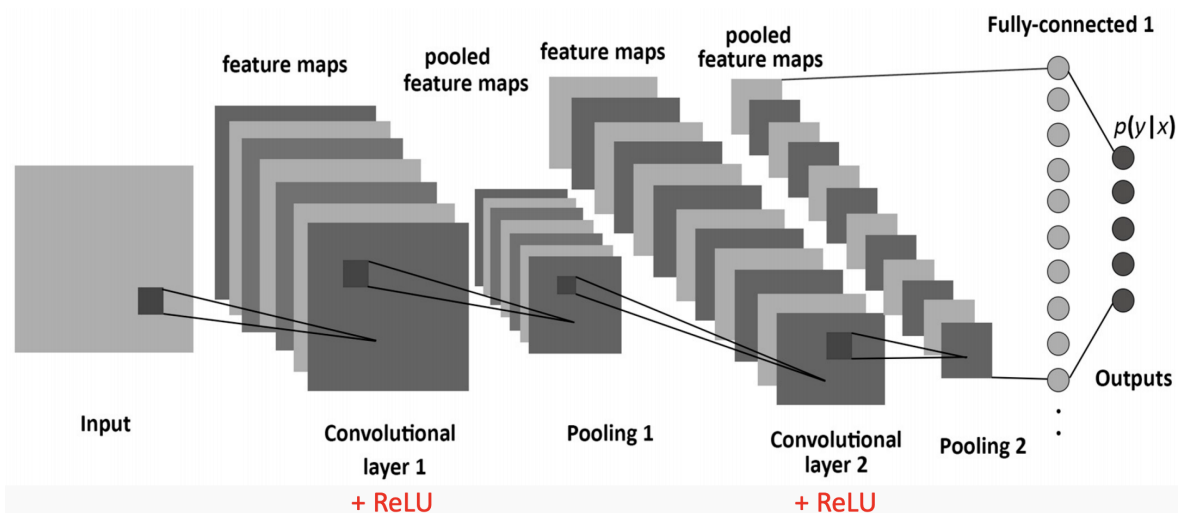 feature maps
pooled
feature maps
feature maps
pooled
feature maps
Fully-connected 1
p(y|x)
Input
Convolutional
layer 1
Pooling 1
Convolutional
layer 2
Pooling 2
Outputs
+ ReLU
+ ReLU